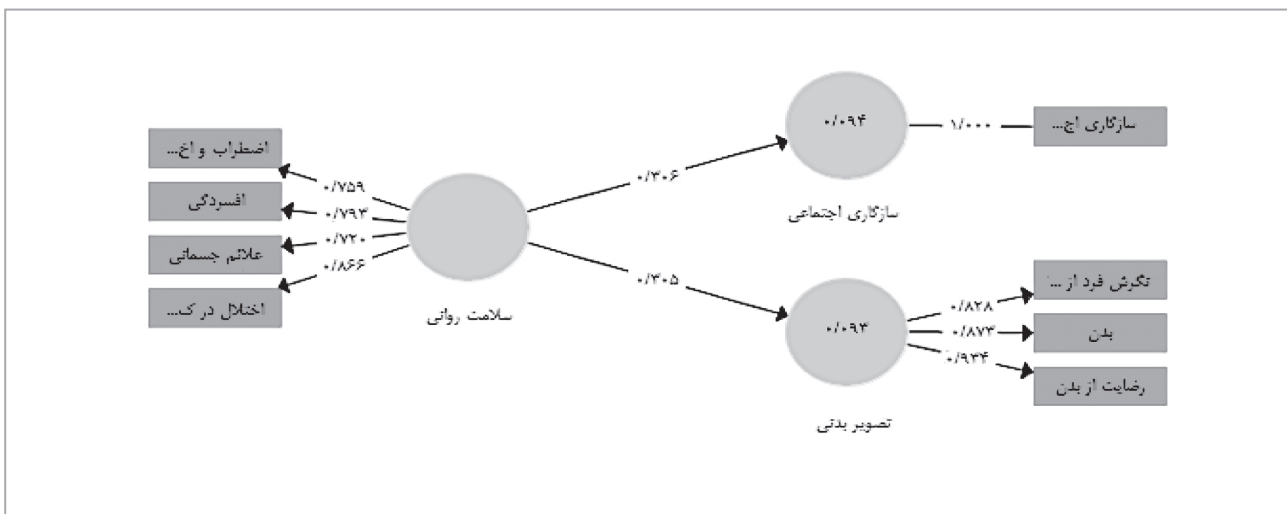 اضطراب و اخ...
افسردگی
علائم جسمانی
اختلال در ک...
۰/۷۵۹
۰/۷۹۳
۰/۷۲۰
۰/۸۶۶
سلامت روانی
۰/۳۰۶
۰/۳۰۵
۰/۰۹۴
سازگاری اجتماعی
۱/۰۰۰
سازگاری اج...
۰/۰۹۳
تصویر بدنی
۰/۸۲۸
۰/۸۷۳
۰/۹۳۴
نگرش فرد از ...
بدن
رضایت از بدن